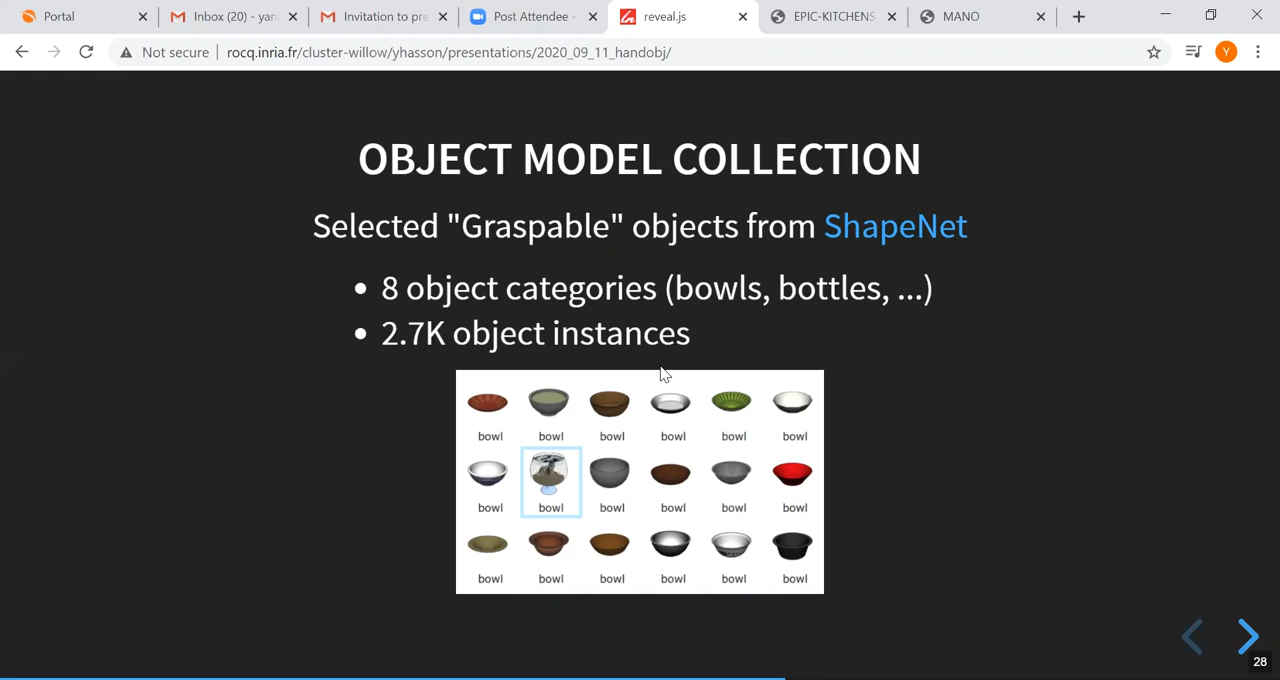 Portal
Inbox (20) - yan
Invitation to pre
Post Attendee -
reveal.js
EPIC-KITCHENS
MANO
Not secure
rocq.inria.fr/cluster-willow/yhasson/presentations/2020_09_11_handobj/
Y
OBJECT MODEL COLLECTION
Selected "Graspable" objects from ShapeNet
• 8 object categories (bowls, bottles, ...)
• 2.7K object instances
bowl bowl bowl bowl bowl bowl
bowl bowl bowl bowl bowl bowl
bowl bowl bowl bowl bowl bowl
28